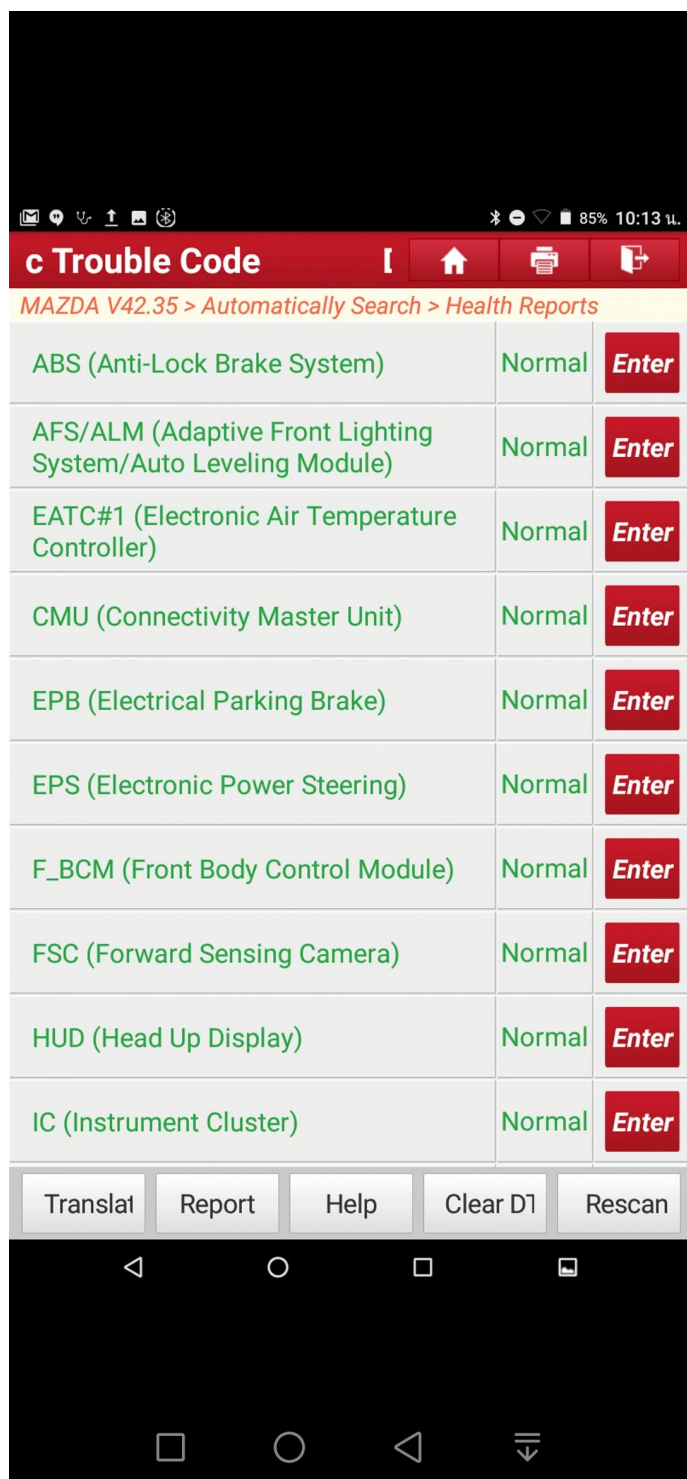 85% 10:13 น.
c Trouble Code
MAZDA V42.35 > Automatically Search > Health Reports
ABS (Anti-Lock Brake System) Normal Enter
AFS/ALM (Adaptive Front Lighting
System/Auto Leveling Module) Normal Enter
EATC#1 (Electronic Air Temperature
Controller) Normal Enter
CMU (Connectivity Master Unit) Normal Enter
EPB (Electrical Parking Brake) Normal Enter
EPS (Electronic Power Steering) Normal Enter
F_BCM (Front Body Control Module) Normal Enter
FSC (Forward Sensing Camera) Normal Enter
HUD (Head Up Display) Normal Enter
IC (Instrument Cluster) Normal Enter
Translat Report Help Clear DT Rescan